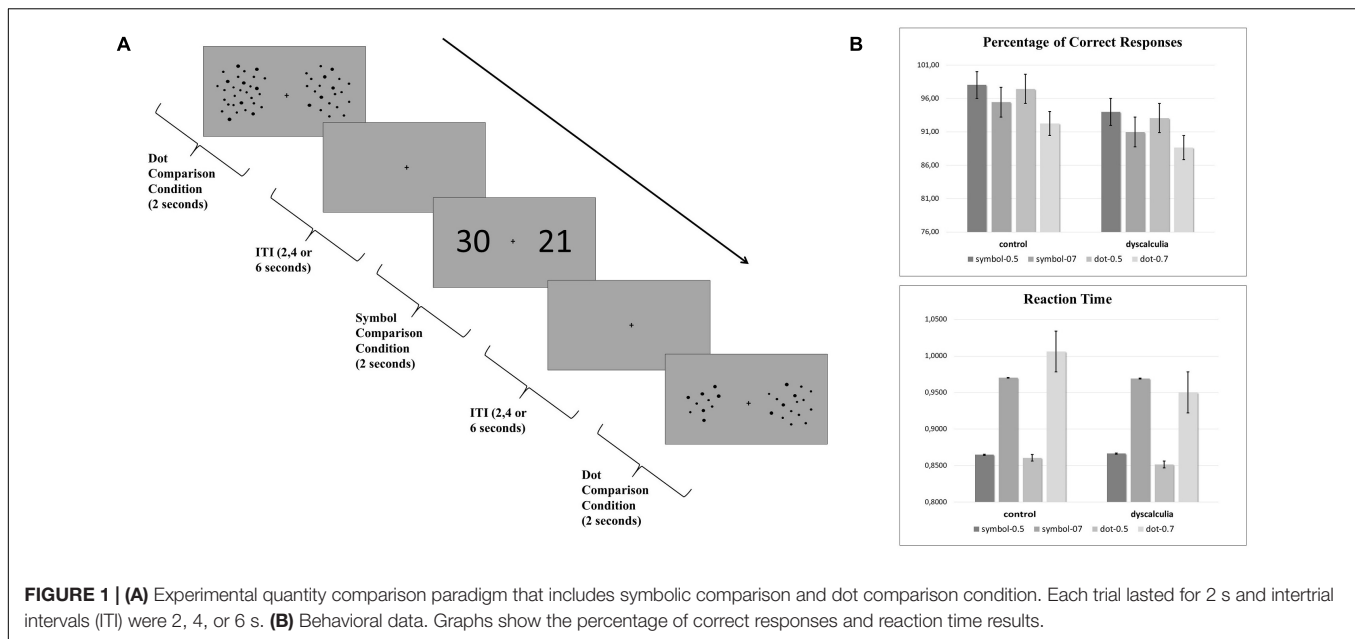 A
Dot
Comparison
Condition
(2 seconds)
ITI (2,4 or
6 seconds)
30 + 21
Symbol
Comparison
Condition
(2 seconds)
ITI (2,4 or
6 seconds)
Dot
Comparison
Condition
(2 seconds)
B
Percentage of Correct Responses
101,00
96,00
91,00
86,00
81,00
76,00
control dyscalculia
symbol-0.5 symbol-07 dot-0.5 dot-0.7
Reaction Time
1,0500
1,0000
0,9500
0,9000
0,8500
0,8000
control dyscalculia
symbol-0.5 symbol-07 dot-0.5 dot-0.7
FIGURE 1 | (A) Experimental quantity comparison paradigm that includes symbolic comparison and dot comparison condition. Each trial lasted for 2 s and intertrial
intervals (ITI) were 2, 4, or 6 s. (B) Behavioral data. Graphs show the percentage of correct responses and reaction time results.